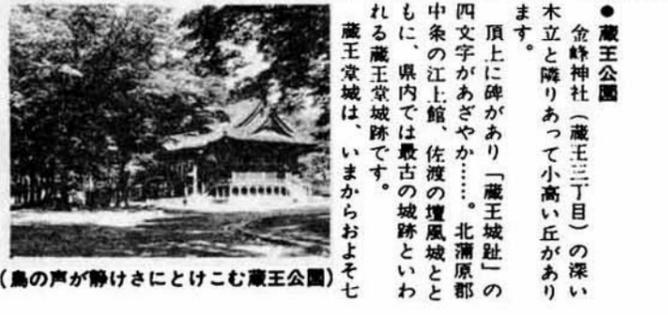 ●蔵王公園
金峰神社（蔵王三丁目）の深い
木立と隣りあって小高い丘があり
ます。
頂上に碑があり「蔵王城趾」の
四文字があざやか……。北蒲原郡
中条の江上館、佐渡の壇風城とと
もに、県内では最古の城跡といわ
れる蔵王堂城跡です。
蔵王堂城は、いまからおよそ七
（鳥の声が静けさにとけこむ蔵王公園）